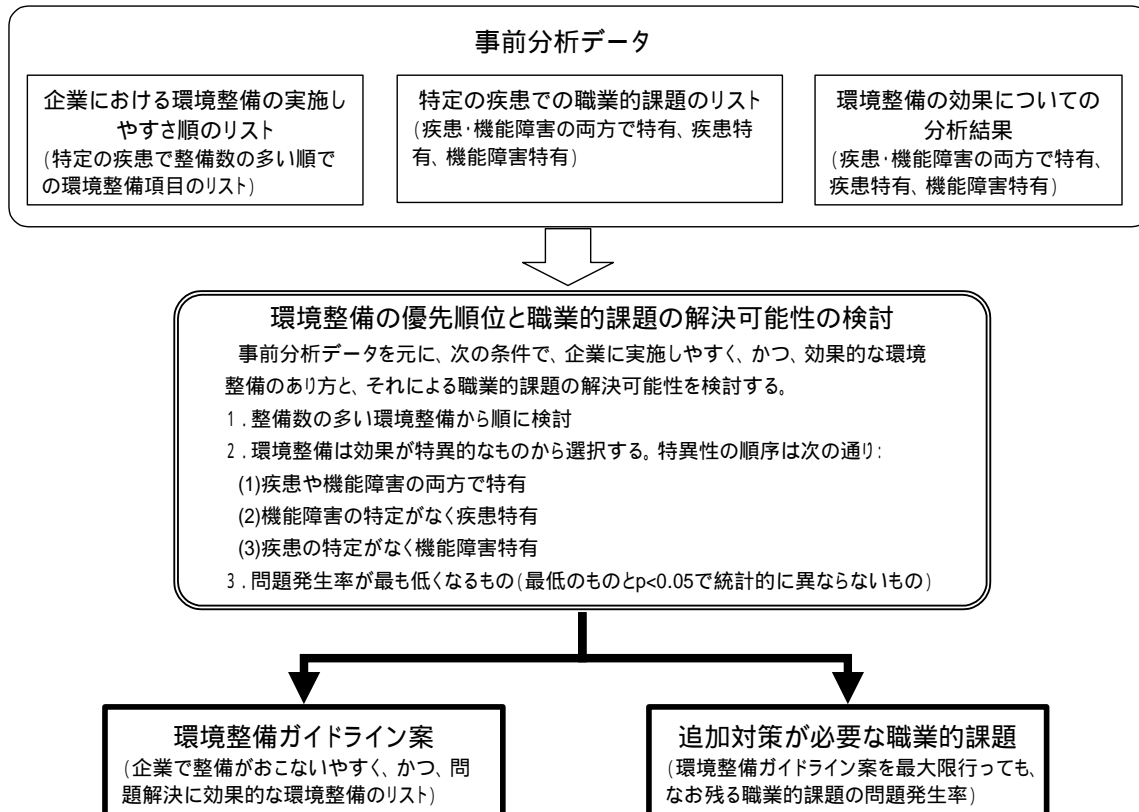 事前分析データ
企業における環境整備の実施し
やすさ順のリスト
(特定の疾患で整備数の多い順で
の環境整備項目のリスト)
特定の疾患での職業的課題のリスト
(疾患・機能障害の両方で特有、疾患特
有、機能障害特有)
環境整備の効果についての
分析結果
(疾患・機能障害の両方で特有、
疾患特有、機能障害特有)
環境整備の優先順位と職業的課題の解決可能性の検討
事前分析データを元に、次の条件で、企業に実施しやすく、かつ、効果的な環境
整備のあり方と、それによる職業的課題の解決可能性を検討する。
1.整備数の多い環境整備から順に検討
2.環境整備は効果が特異的なものから選択する。特異性の順序は次の通り:
(1)疾患や機能障害の両方で特有
(2)機能障害の特定がなく疾患特有
(3)疾患の特定がなく機能障害特有
3.問題発生率が最も低くなるもの(最低のものとp<0.05で統計的に異ならないもの)
環境整備ガイドライン案
(企業で整備がおこないやすく、かつ、問
題解決に効果的な環境整備のリスト)
追加対策が必要な職業的課題
(環境整備ガイドライン案を最大限行っても、
なお残る職業的課題の問題発生率)